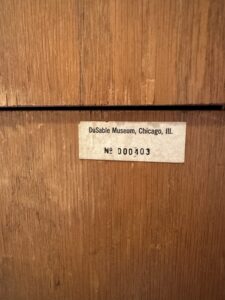 DuSable Museum, Chicago, Ill.
Nº 000403